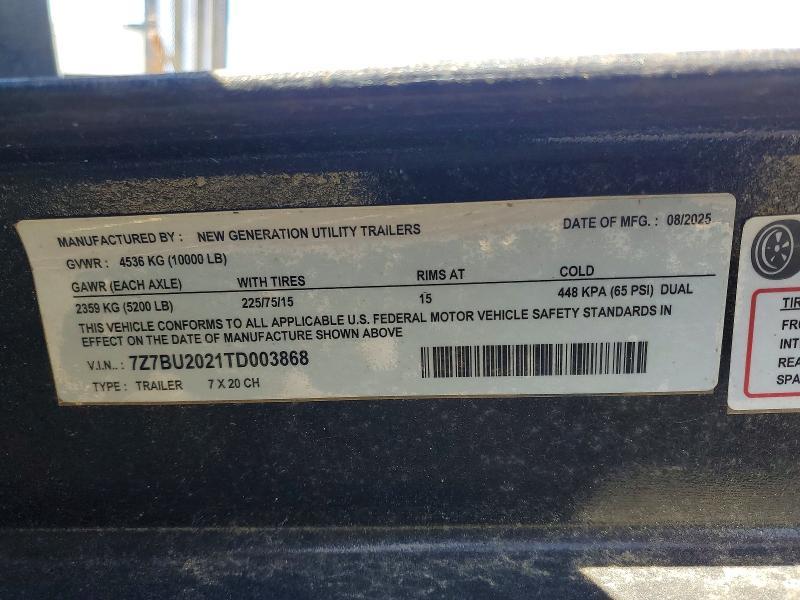 MANUFACTURED BY : NEW GENERATION UTILITY TRAILERS DATE OF MFG. : 08/2025
GVWR : 4536 KG (10000 LB)
GAWR (EACH AXLE) WITH TIRES RIMS AT COLD
2359 KG (5200 LB) 225/75/15 15 448 KPA (65 PSI) DUAL
THIS VEHICLE CONFORMS TO ALL APPLICABLE U.S. FEDERAL MOTOR VEHICLE SAFETY STANDARDS IN
EFFECT ON THE DATE OF MANUFACTURE SHOWN ABOVE
V.I.N.. : 7Z7BU2021TD003868
TYPE : TRAILER 7 X 20 CH
TIR
FRO
INT
REA
SPA